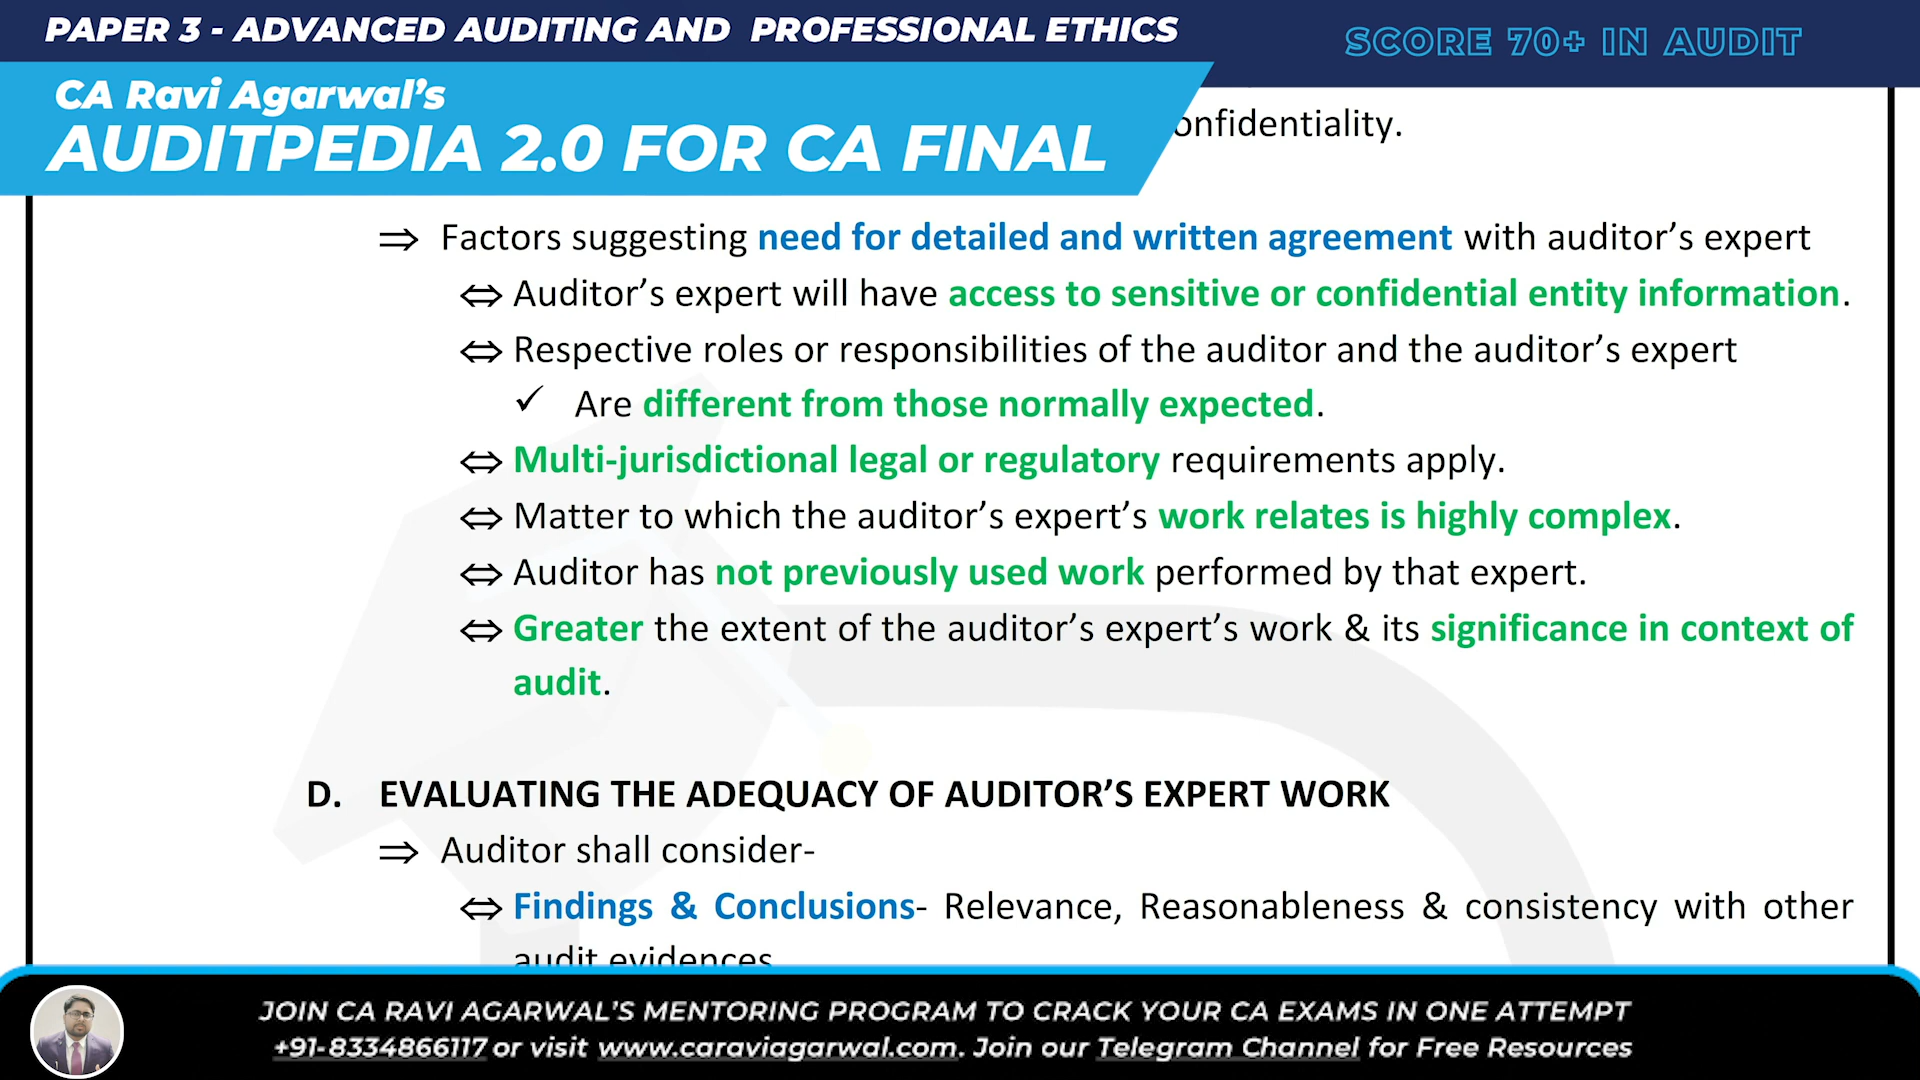 PAPER 3 - ADVANCED AUDITING AND PROFESSIONAL ETHICS
SCORE 70+ IN AUDIT
CA Ravi Agarwal's
AUDITPEDIA 2.0 FOR CA FINAL
onfidentiality.
⇒ Factors suggesting need for detailed and written agreement with auditor’s expert
⇔ Auditor’s expert will have access to sensitive or confidential entity information.
⇔ Respective roles or responsibilities of the auditor and the auditor’s expert
✓ Are different from those normally expected.
⇔ Multi-jurisdictional legal or regulatory requirements apply.
⇔ Matter to which the auditor’s expert’s work relates is highly complex.
⇔ Auditor has not previously used work performed by that expert.
⇔ Greater the extent of the auditor’s expert’s work & its significance in context of
audit.
D. EVALUATING THE ADEQUACY OF AUDITOR’S EXPERT WORK
⇒ Auditor shall consider-
⇔ Findings & Conclusions- Relevance, Reasonableness & consistency with other
audit evidences
JOIN CA RAVI AGARWAL'S MENTORING PROGRAM TO CRACK YOUR CA EXAMS IN ONE ATTEMPT
+91-8334866117 or visit www.caraviagarwal.com. Join our Telegram Channel for Free Resources